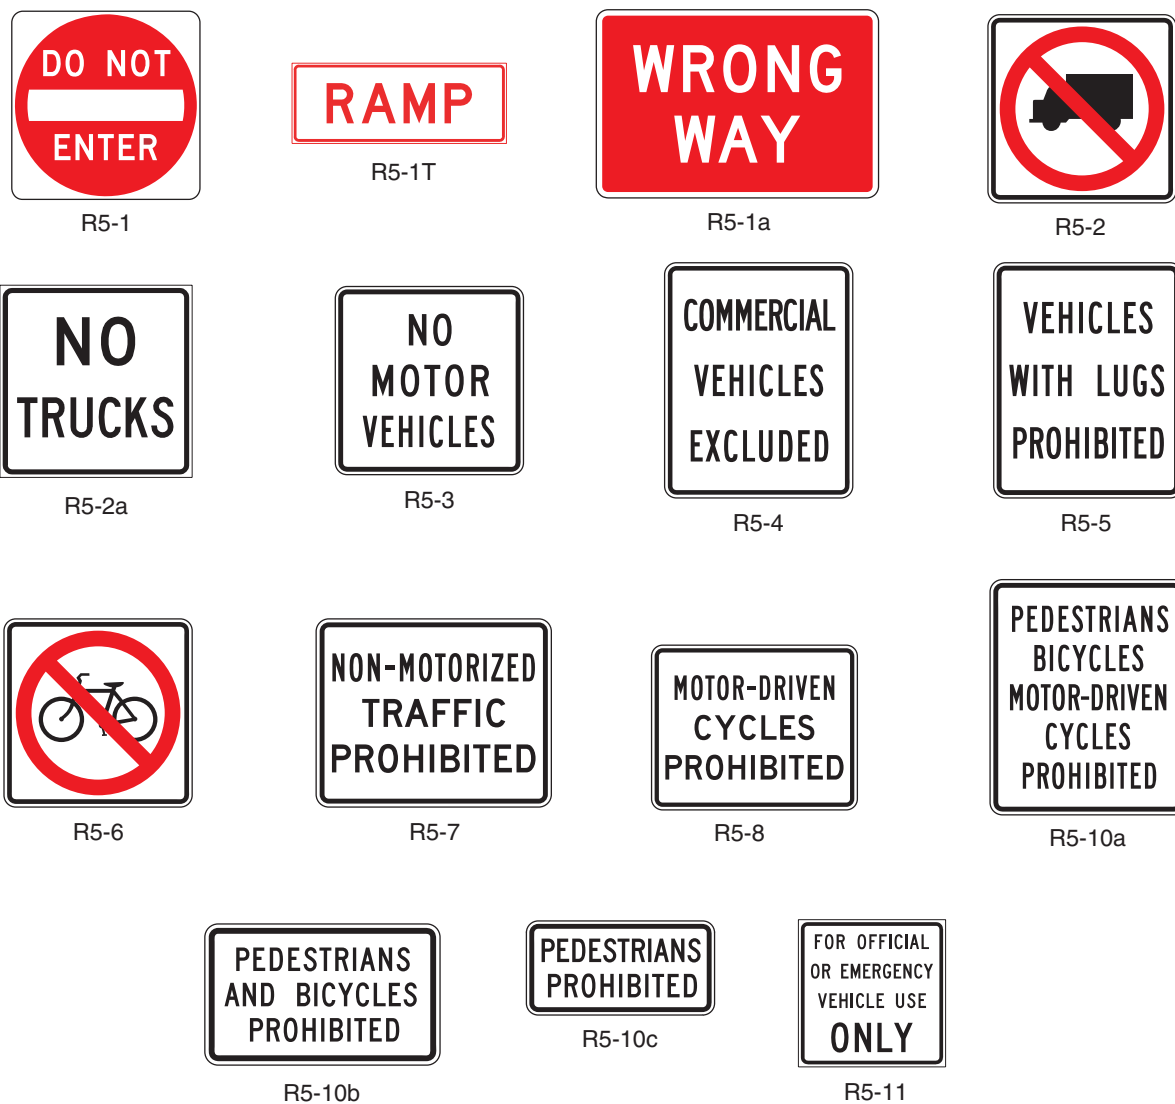 DO NOT
ENTER
R5-1
RAMP
R5-1T
WRONG
WAY
R5-1a
R5-2
NO
TRUCKS
R5-2a
NO
MOTOR
VEHICLES
R5-3
COMMERCIAL
VEHICLES
EXCLUDED
R5-4
VEHICLES
WITH LUGS
PROHIBITED
R5-5
R5-6
NON-MOTORIZED
TRAFFIC
PROHIBITED
R5-7
MOTOR-DRIVEN
CYCLES
PROHIBITED
R5-8
PEDESTRIANS
BICYCLES
MOTOR-DRIVEN
CYCLES
PROHIBITED
R5-10a
PEDESTRIANS
AND BICYCLES
PROHIBITED
R5-10b
PEDESTRIANS
PROHIBITED
R5-10c
FOR OFFICIAL
OR EMERGENCY
VEHICLE USE
ONLY
R5-11